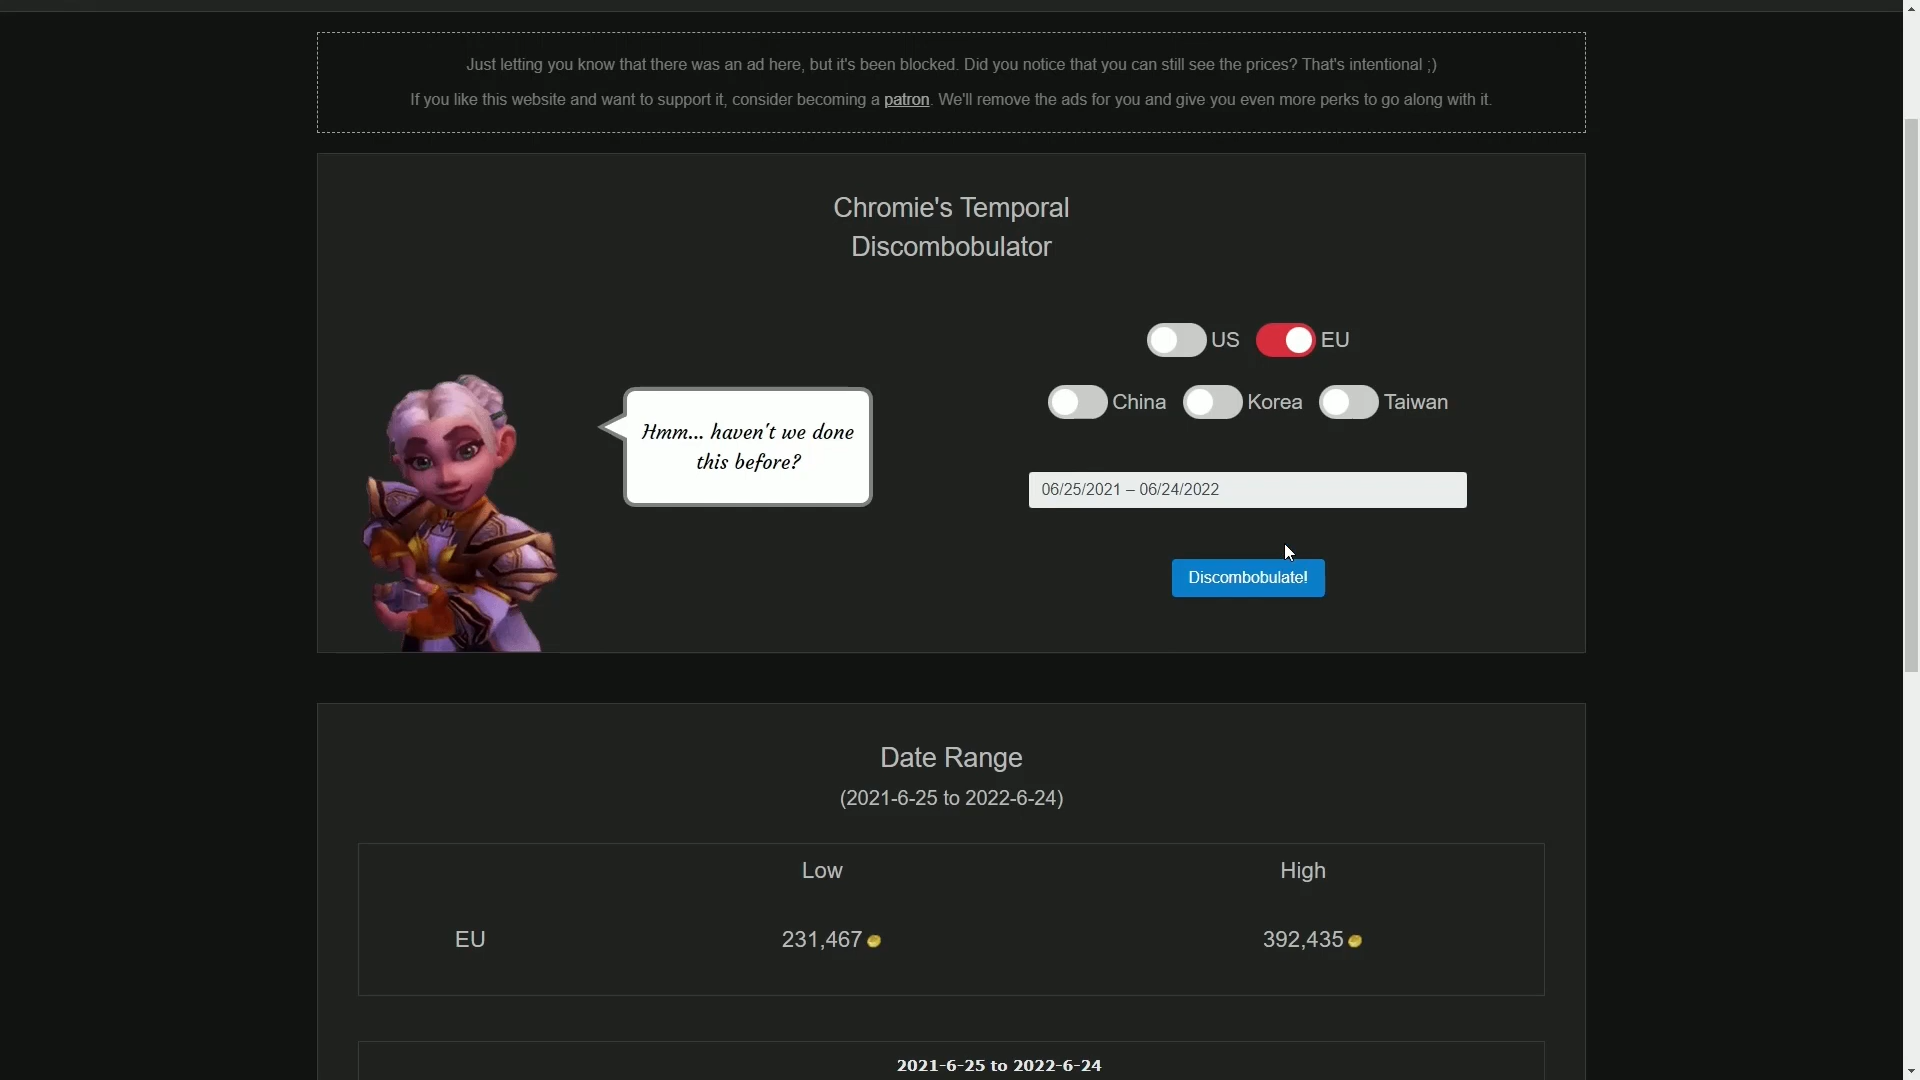 Just letting you know that there was an ad here, but it's been blocked. Did you notice that you can still see the prices? That's intentional ;)
If you like this website and want to support it, consider becoming a patron. We'll remove the ads for you and give you even more perks to go along with it.
Chromie's Temporal
Discombobulator
US EU
China Korea Taiwan
Hmm... haven't we done
this before?
06/25/2021 – 06/24/2022
Discombobulate!
Date Range
(2021-6-25 to 2022-6-24)
Low High
EU 231,467 392,435
2021-6-25 to 2022-6-24